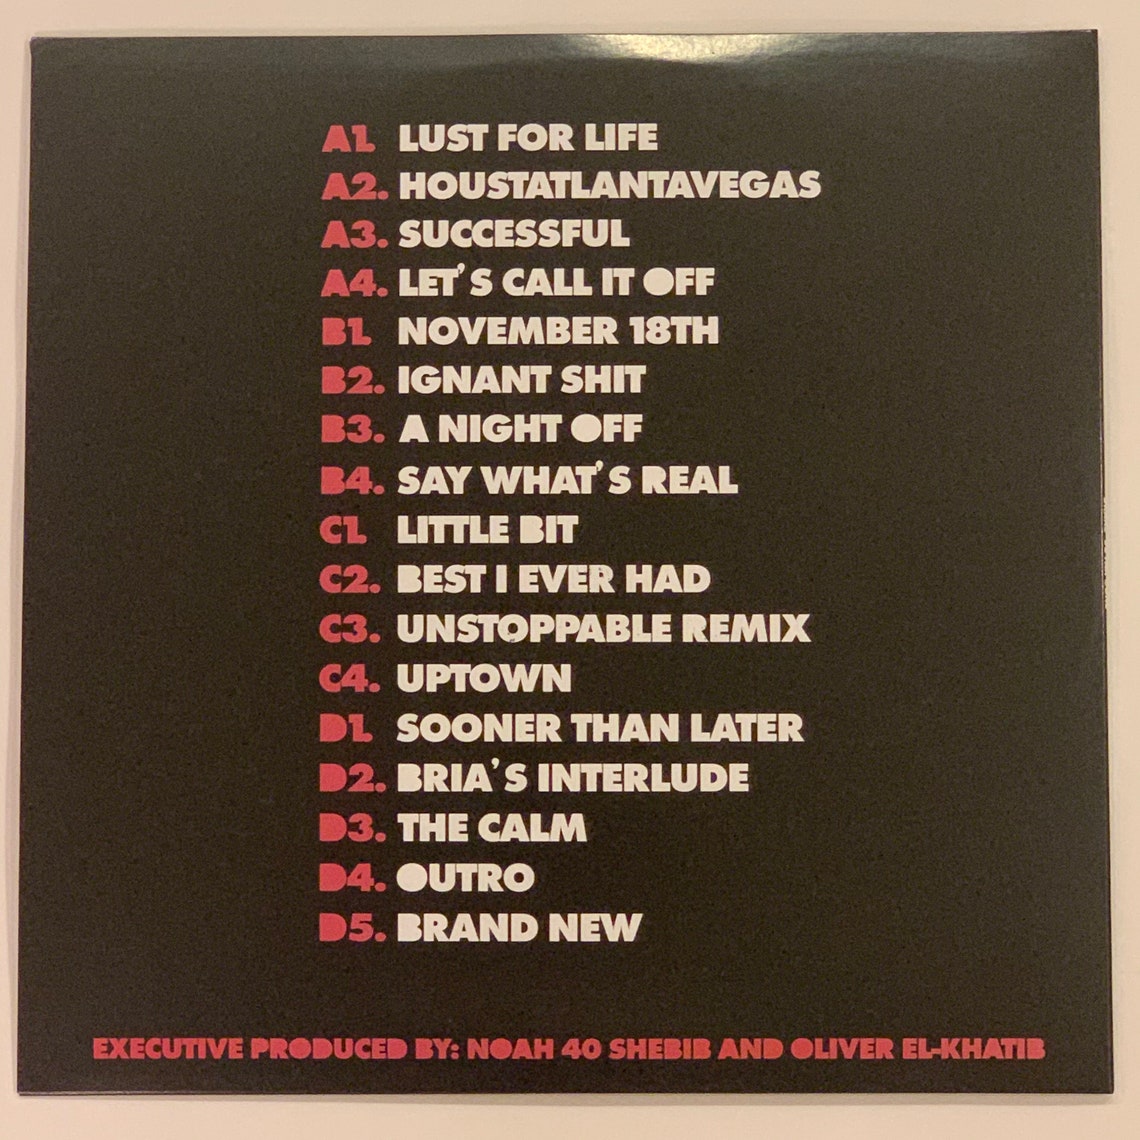 A1. LUST FOR LIFE
A2. HOUSTATLANTAVEGAS
A3. SUCCESSFUL
A4. LET'S CALL IT OFF
B1 NOVEMBER 18TH
B2. IGNANT SHIT
B3. A NIGHT OFF
B4. SAY WHAT'S REAL
C1 LITTLE BIT
C2. BEST I EVER HAD
C3. UNSTOPPABLE REMIX
C4. UPTOWN
D1 SOONER THAN LATER
D2. BRIA'S INTERLUDE
D3. THE CALM
D4. OUTRO
D5. BRAND NEW
EXECUTIVE PRODUCED BY: NOAH 40 SHEBIB AND OLIVER EL-KHATIB